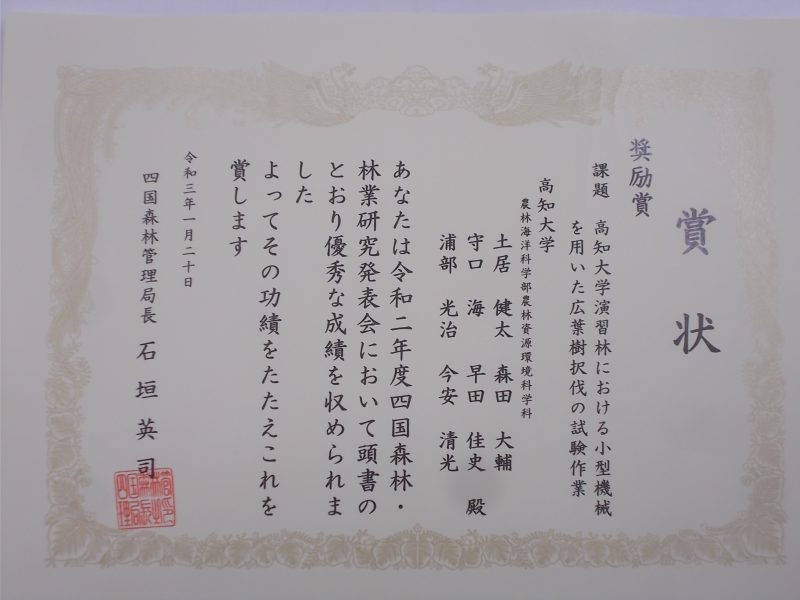 賞状
奨励賞
課題 高知大学演習林における小型機械
を用いた広葉樹択伐の試験作業
高知大学
農林海洋科学部農林資源環境科学科
土居 健太 森田 大輔
守口 海 早田 佳史 殿
浦部 光治 今安 清光
あなたは令和二年度四国森林・
林業研究発表会において頭書の
とおり優秀な成績を収められま
した
よってその功績をたたえこれを
賞します
令和三年一月二十日
四国森林管理局長 石垣英司